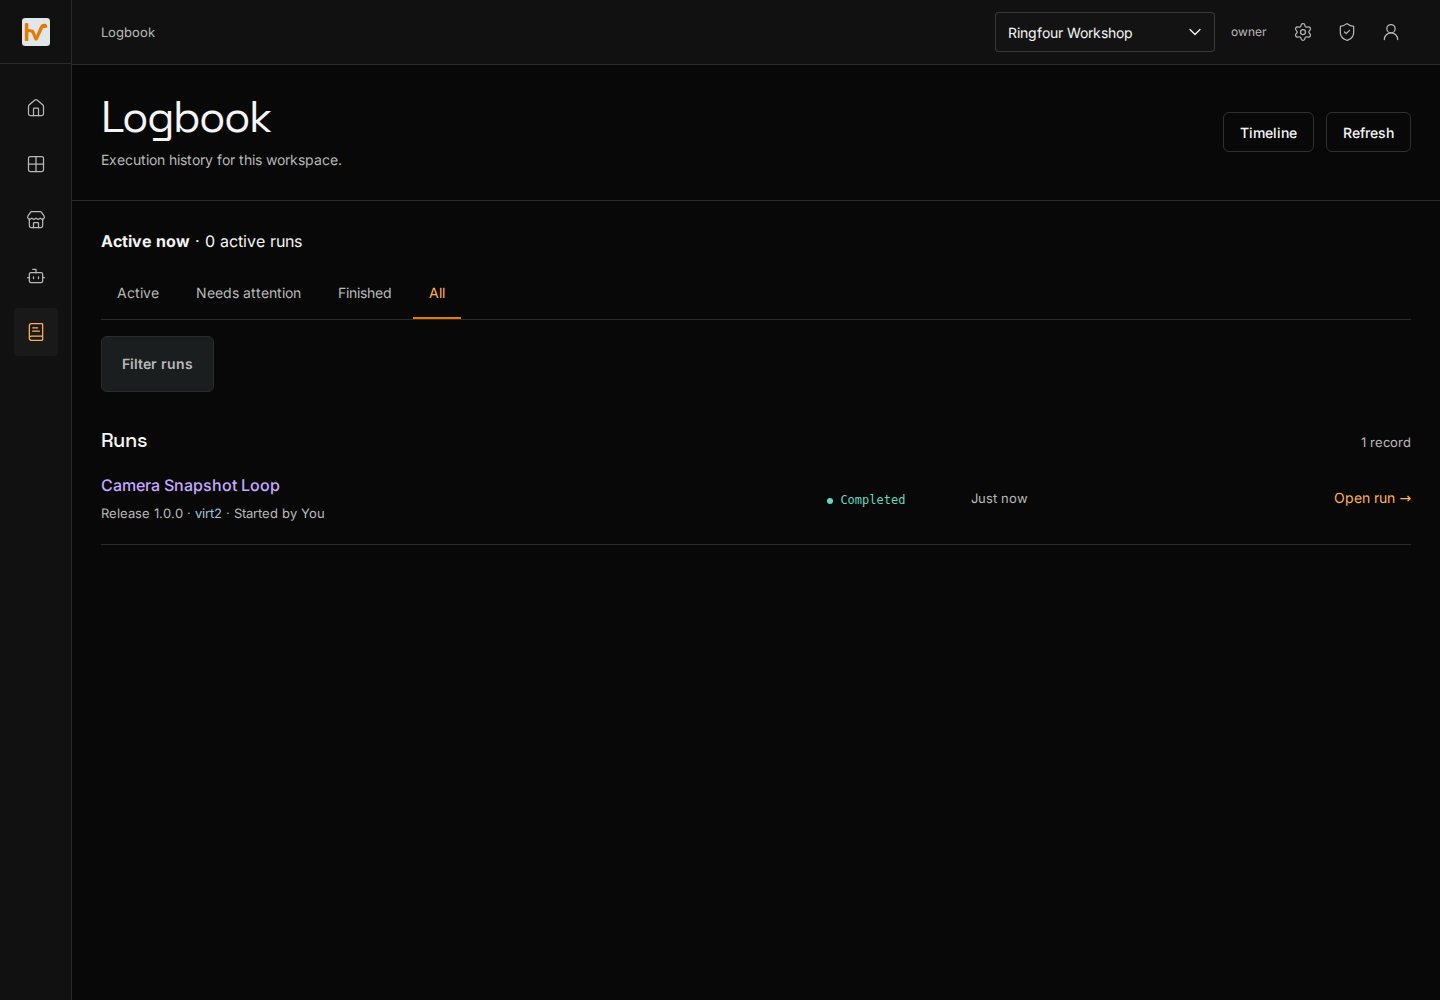 Logbook
Ringfour Workshop
owner
Logbook
Execution history for this workspace.
Timeline
Refresh
Active now · 0 active runs
Active
Needs attention
Finished
All
Filter runs
Runs
1 record
Camera Snapshot Loop
Release 1.0.0 · virt2 · Started by You
Completed
Just now
Open run →